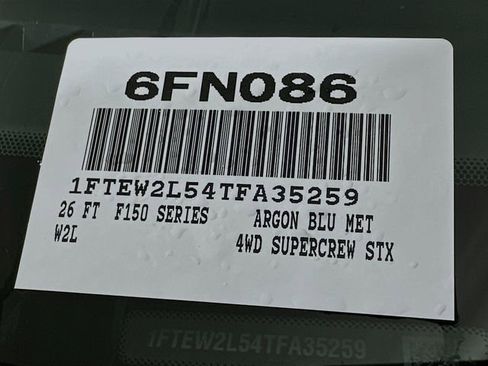 6FN086
1FTEW2L54TFA35259
26 FT F150 SERIES ARGON BLU MET
W2L 4WD SUPERCREW STX
1FTEW2L54TFA35259